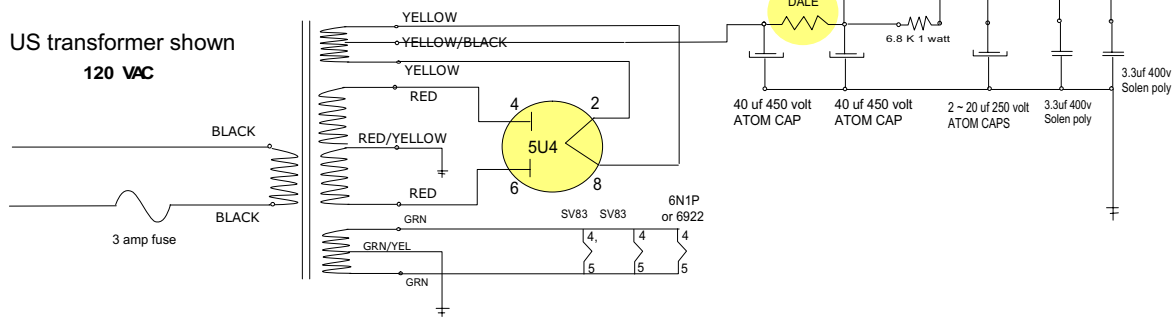 DALE
YELLOW
US transformer shown
120 VAC
YELLOW/BLACK
6.8 K 1 watt
YELLOW
RED
3.3uf 400v
Solen poly
40 uf 450 volt
ATOM CAP
40 uf 450 volt
ATOM CAP
2 ~ 20 uf 250 volt
ATOM CAPS
3.3uf 400v
Solen poly
4
2
BLACK
RED/YELLOW
5U4
6
8
RED
BLACK
GRN
SV83
SV83
6N1P
or 6922
3 amp fuse
GRN/YEL
4,
4
4
5
5
5
GRN